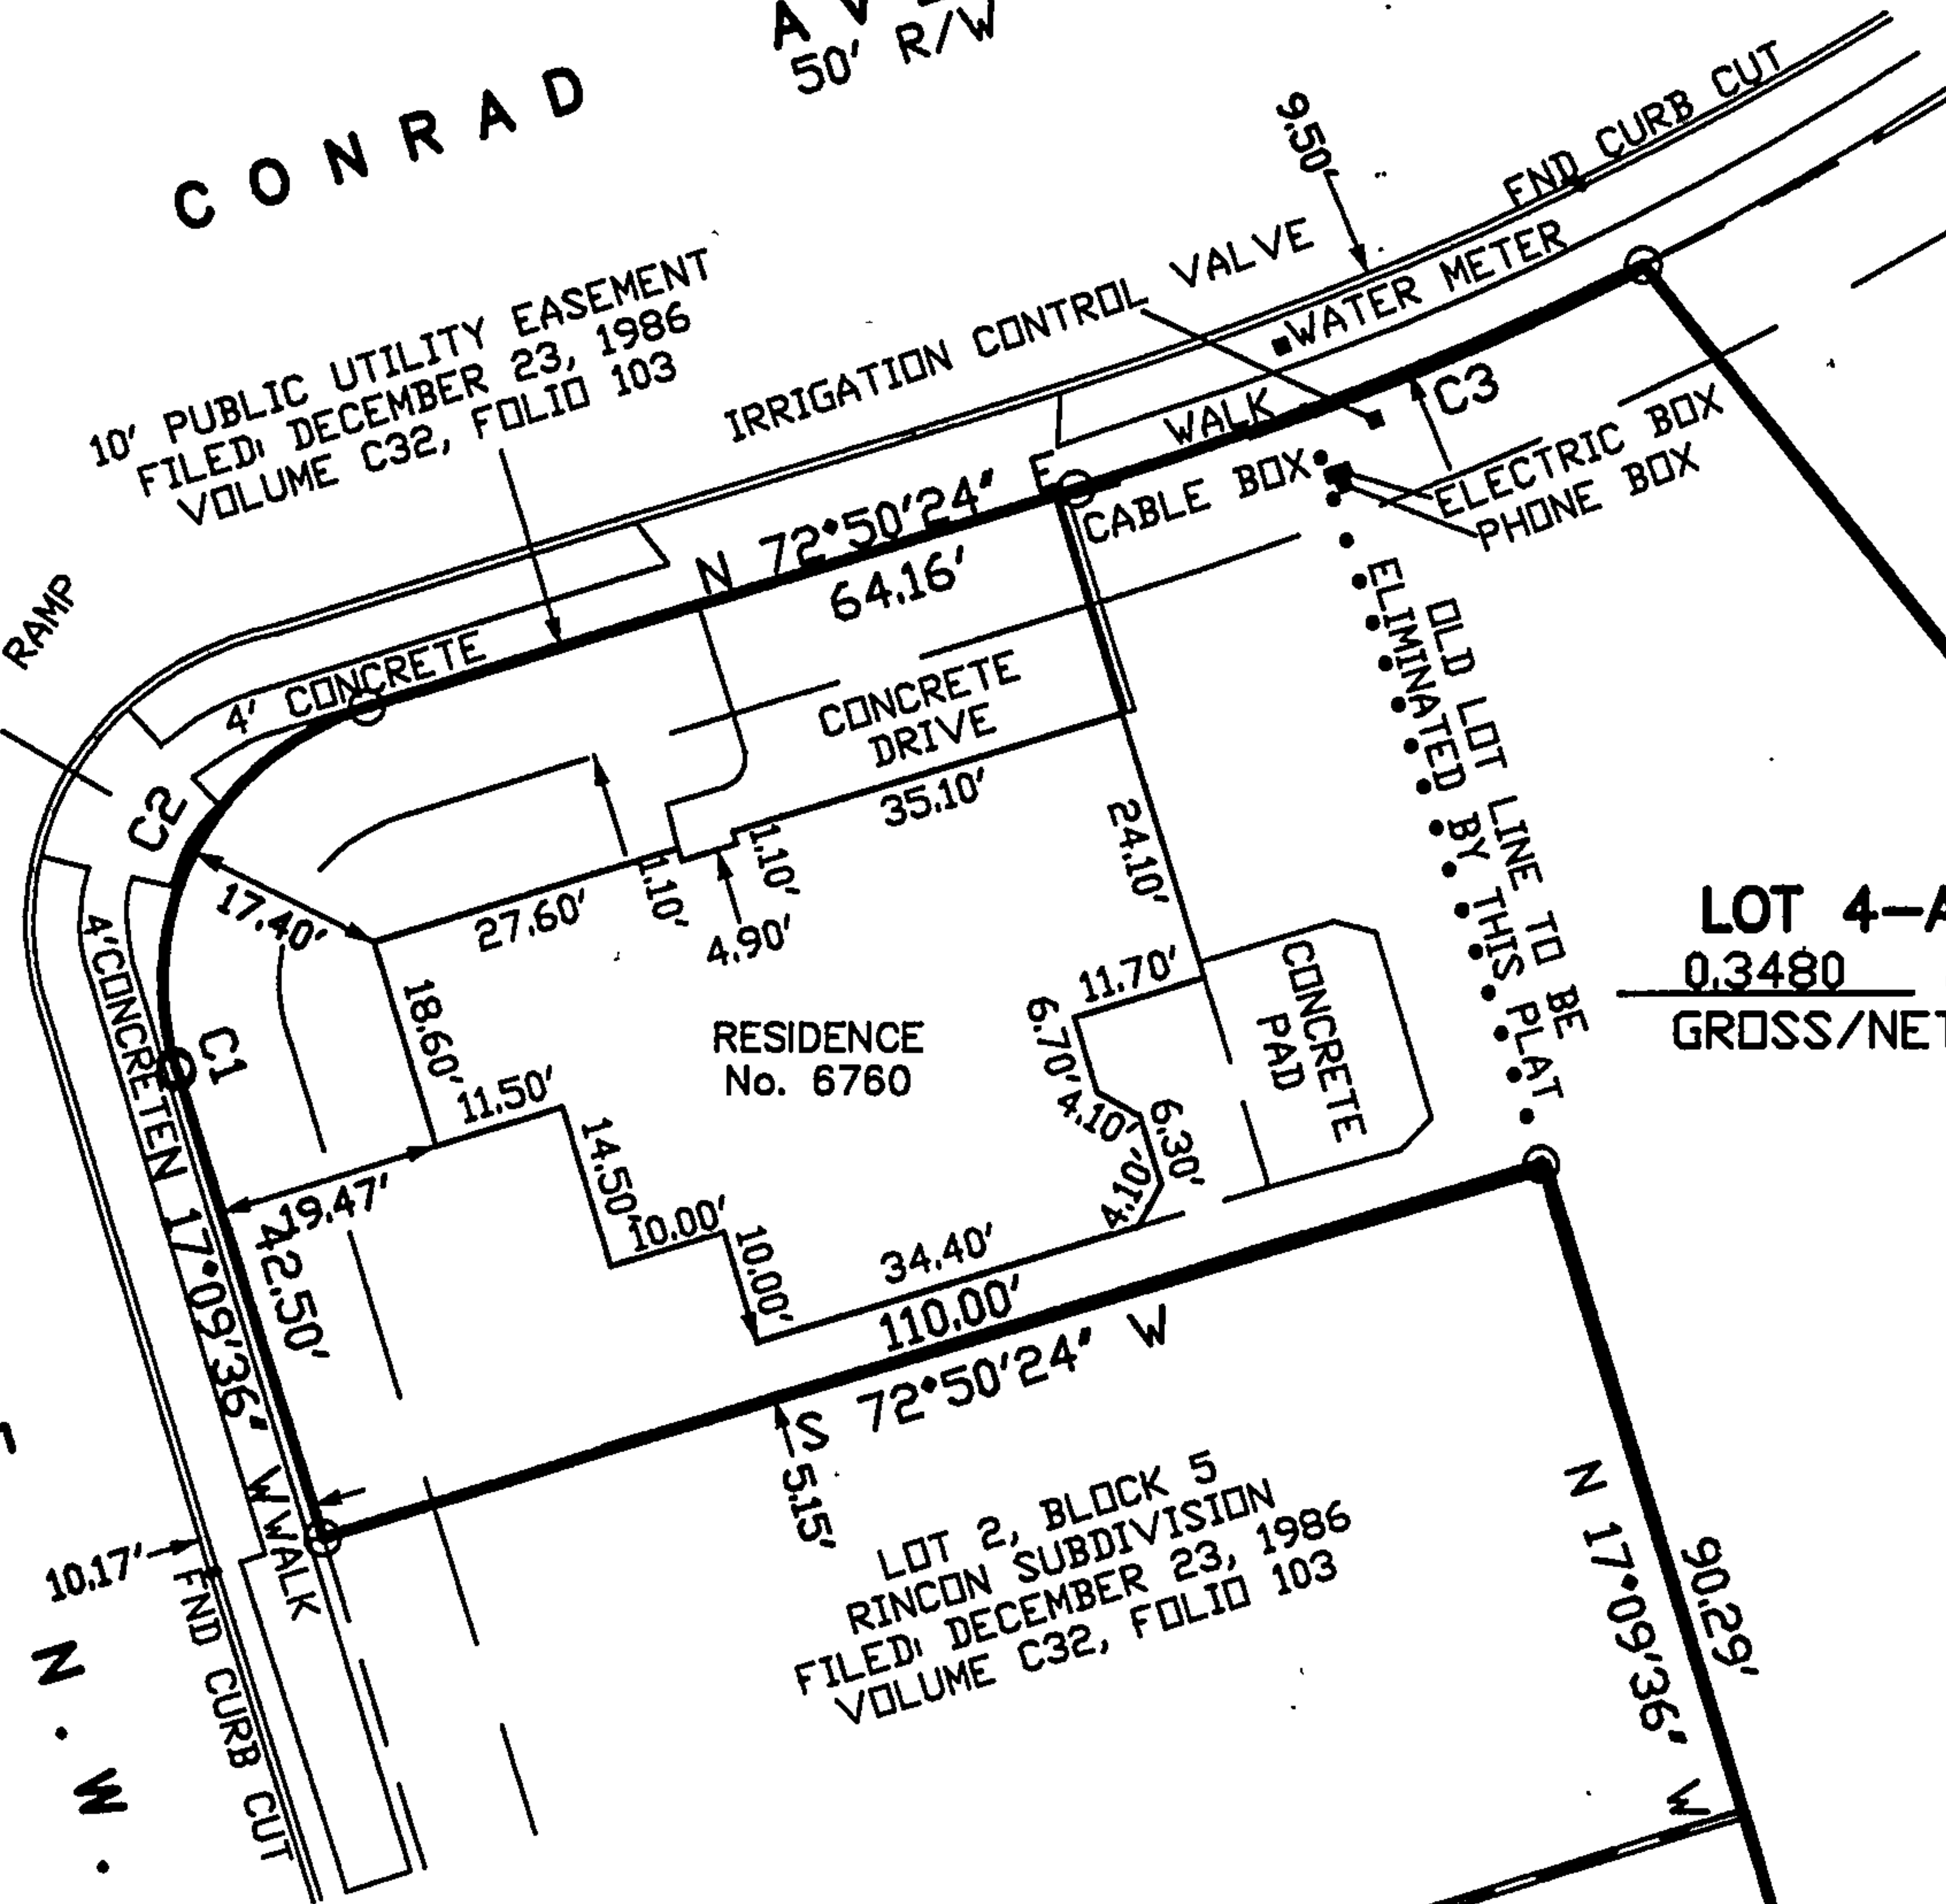 CONRAD
50' R/W
9.50'
END CURB CUT
10' PUBLIC UTILITY EASEMENT
FILED: DECEMBER 23, 1986
VOLUME C32, FOLIO 103
IRRIGATION CONTROL VALVE
WATER METER
WALK
C3
CABLE BOX
ELECTRIC BOX
PHONE BOX
RAMP
4' CONCRETE
N 72°50'24" E
64.16'
CONCRETE
DRIVE
35.10'
OLD LOT LINE TO BE
ELIMINATED BY THIS PLAT
C2
17.40'
27.60'
1.10'
1.10'
4.90'
24.10'
LOT 4-A
0.3480
GROSS/NET
4' CONCRETE
C1
18.60'
RESIDENCE
No. 6760
11.70'
6.70'
4.10'
6.30'
4.10'
CONCRETE
PAD
11.50'
14.50'
19.47'
10.00'
10.00'
34.40'
N 17°09'36" W
42.50'
110.00'
S 72°50'24" W
5.15'
WALK
10.17'
END CURB CUT
LOT 2, BLOCK 5
RINCON SUBDIVISION
FILED: DECEMBER 23, 1986
VOLUME C32, FOLIO 103
N 17°09'36" W
90.29'
N.W.